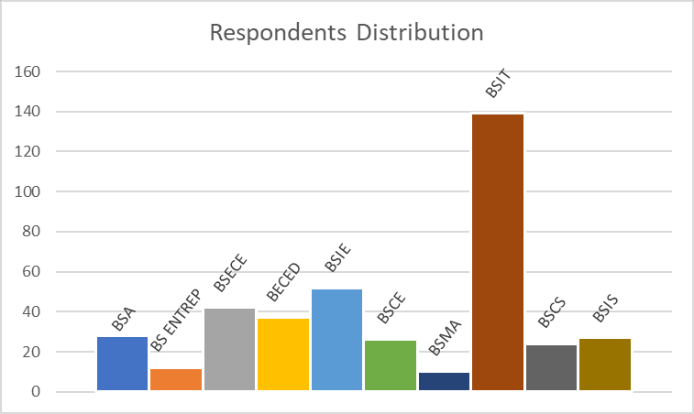 Respondents Distribution
160
140
120
100
80
60
40
20
0
BSA
BS ENTREP
BSECE
BECED
BSIE
BSCE
BSMA
BSIT
BSCS
BSIS